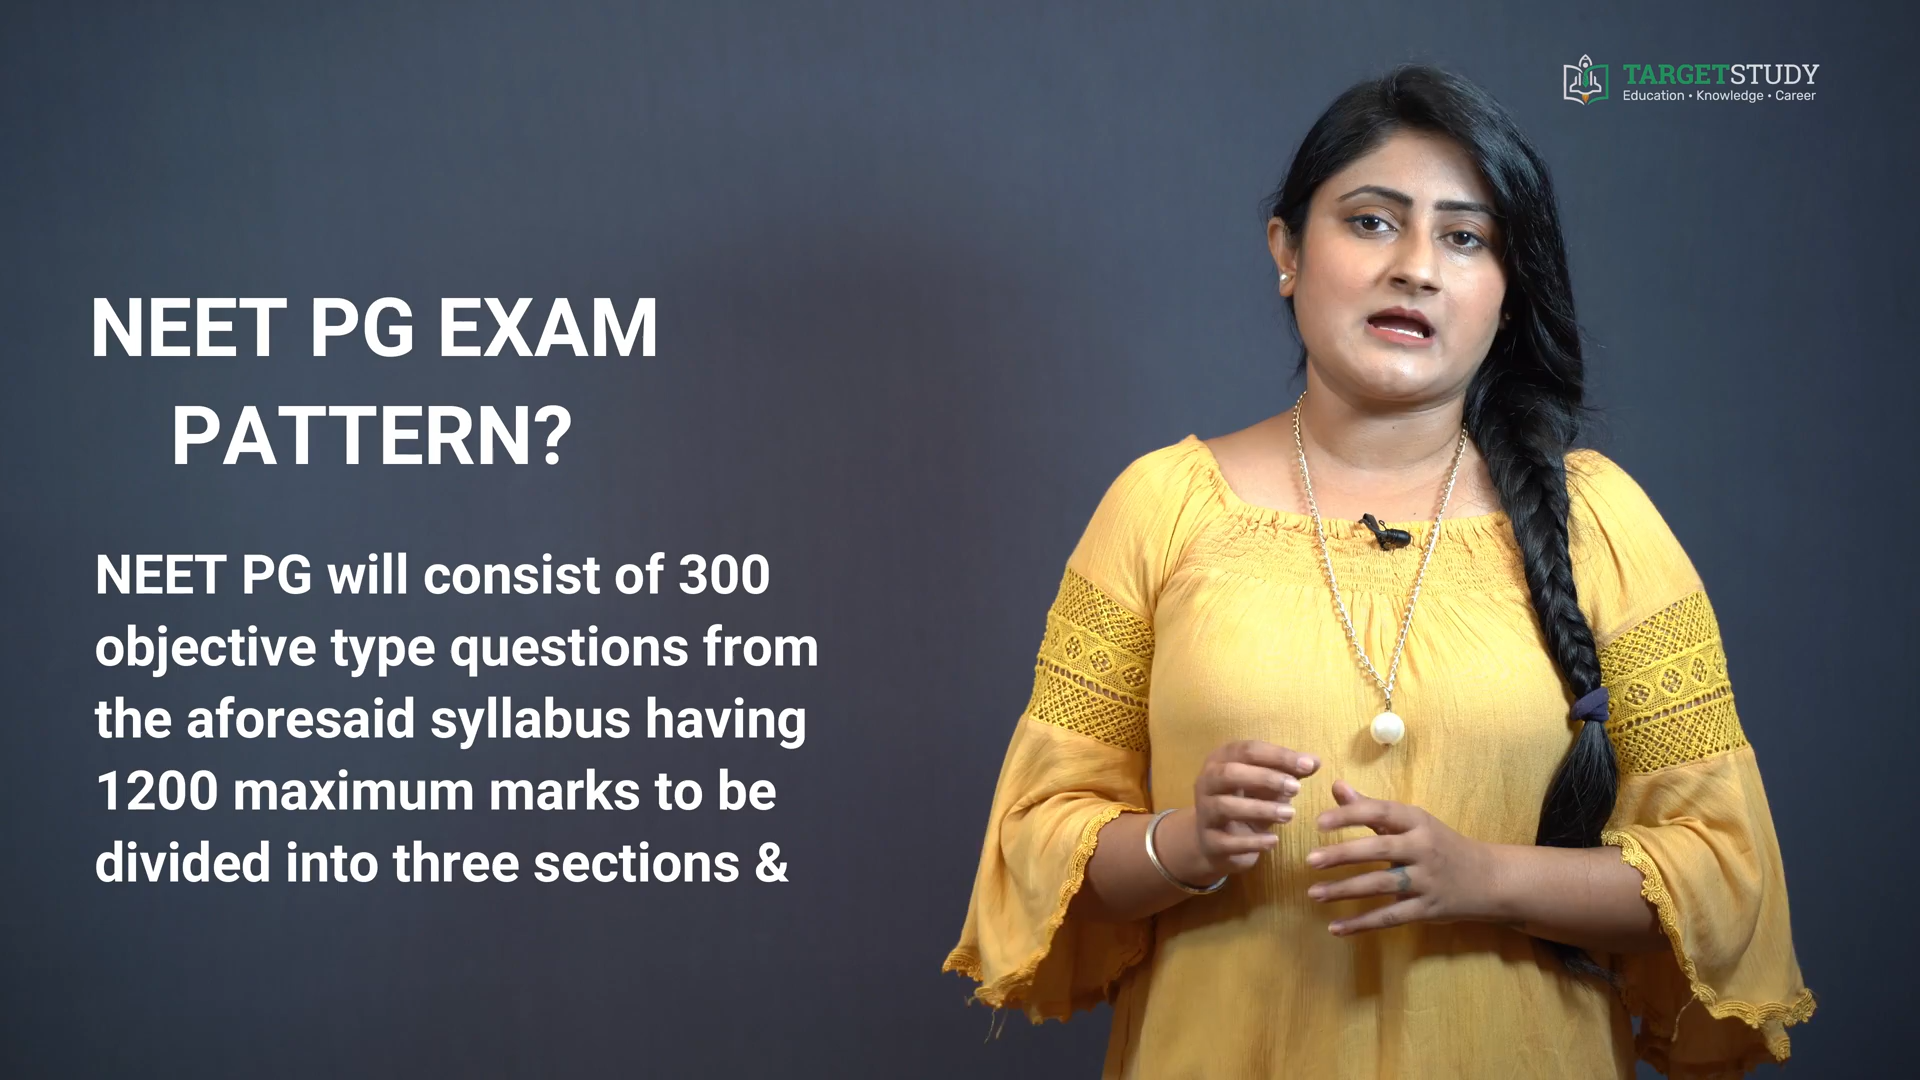 TARGETSTUDY
Education • Knowledge • Career
NEET PG EXAM
PATTERN?
NEET PG will consist of 300
objective type questions from
the aforesaid syllabus having
1200 maximum marks to be
divided into three sections &